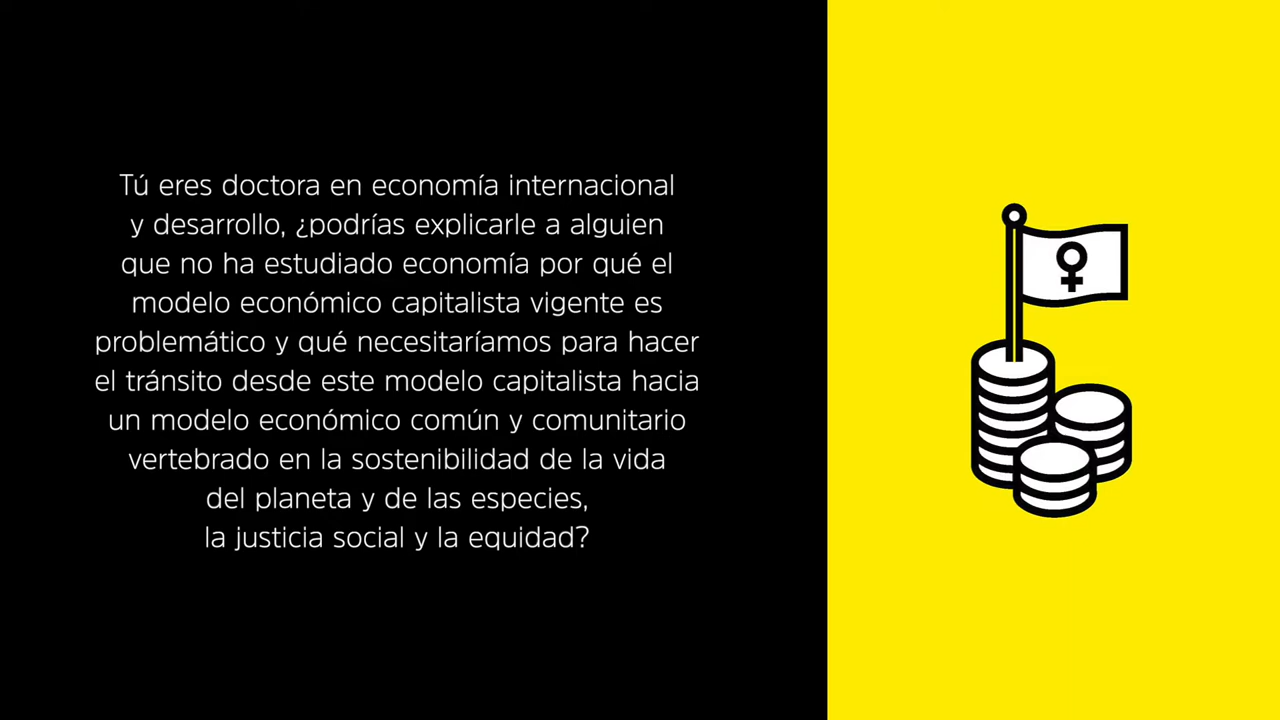 Tú eres doctora en economía internacional
y desarrollo, ¿podrías explicarle a alguien
que no ha estudiado economía por qué el
modelo económico capitalista vigente es
problemático y qué necesitaríamos para hacer
el tránsito desde este modelo capitalista hacia
un modelo económico común y comunitario
vertebrado en la sostenibilidad de la vida
del planeta y de las especies,
la justicia social y la equidad?